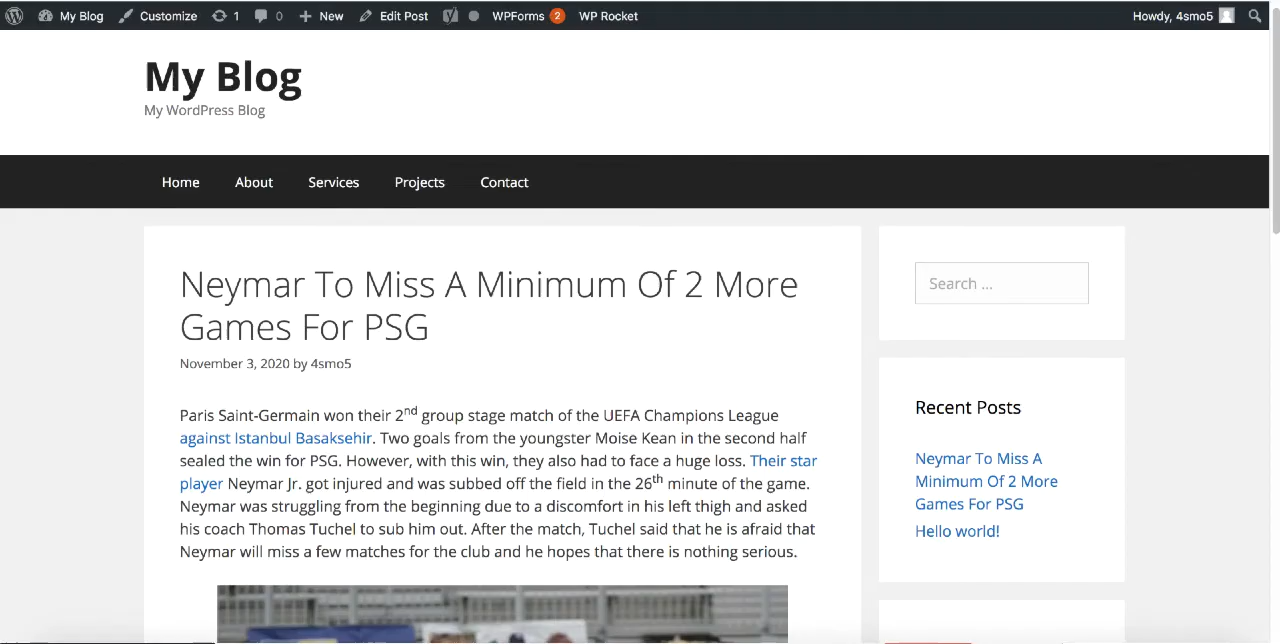 My Blog Customize 1 0 New Edit Post WPForms 2 WP Rocket Howdy, 4smo5
My Blog
My WordPress Blog
Home About Services Projects Contact
Neymar To Miss A Minimum Of 2 More
Games For PSG
November 3, 2020 by 4smo5
Paris Saint-Germain won their 2nd group stage match of the UEFA Champions League
against Istanbul Basaksehir. Two goals from the youngster Moise Kean in the second half
sealed the win for PSG. However, with this win, they also had to face a huge loss. Their star
player Neymar Jr. got injured and was subbed off the field in the 26th minute of the game.
Neymar was struggling from the beginning due to a discomfort in his left thigh and asked
his coach Thomas Tuchel to sub him out. After the match, Tuchel said that he is afraid that
Neymar will miss a few matches for the club and he hopes that there is nothing serious.
Search ...
Recent Posts
Neymar To Miss A
Minimum Of 2 More
Games For PSG
Hello world!